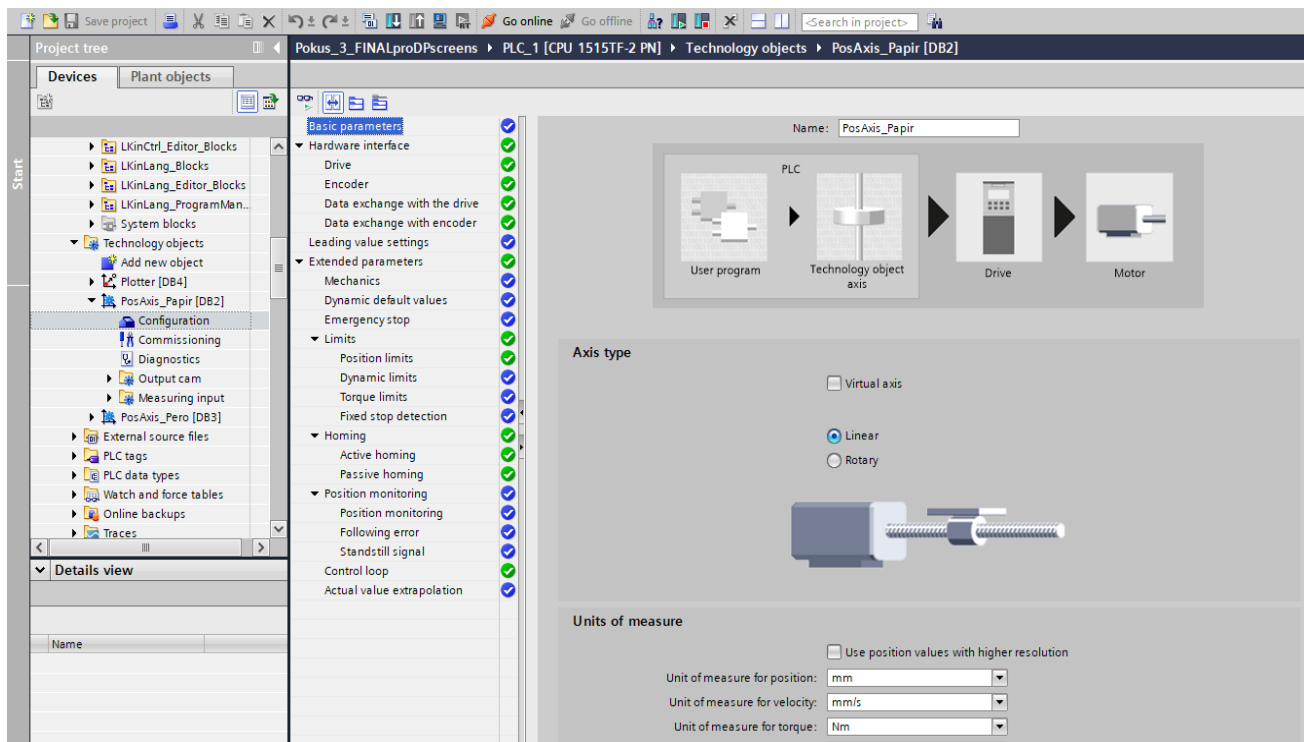 Save project
Go online
Go offline
<Search in project>
Project tree
Pokus_3_FINALproDPscreens
PLC_1 [CPU 1515TF-2 PN]
Technology objects
PosAxis_Papir [DB2]
Start
Devices
Plant objects
LKinCtrl_Editor_Blocks
LKinLang_Blocks
LKinLang_Editor_Blocks
LKinLang_ProgramMan..
System blocks
Technology objects
Add new object
Plotter [DB4]
PosAxis_Papir [DB2]
Configuration
Commissioning
Diagnostics
Output cam
Measuring input
PosAxis_Pero [DB3]
External source files
PLC tags
PLC data types
Watch and force tables
Online backups
Traces
Details view
Name
Basic parameters
Hardware interface
Drive
Encoder
Data exchange with the drive
Data exchange with encoder
Leading value settings
Extended parameters
Mechanics
Dynamic default values
Emergency stop
Limits
Position limits
Dynamic limits
Torque limits
Fixed stop detection
Homing
Active homing
Passive homing
Position monitoring
Position monitoring
Following error
Standstill signal
Control loop
Actual value extrapolation
Name: PosAxis_Papir
PLC
User program
Technology object
axis
Drive
Motor
Axis type
Virtual axis
Linear
Rotary
Units of measure
Use position values with higher resolution
Unit of measure for position: mm
Unit of measure for velocity: mm/s
Unit of measure for torque: Nm